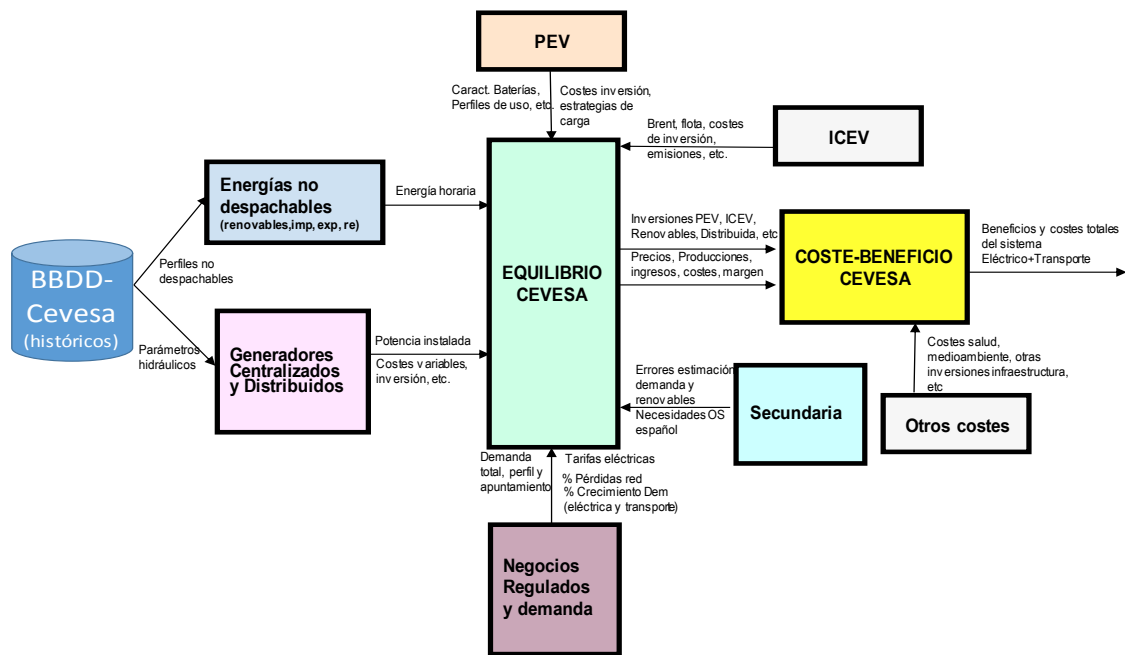 PEV
Caract. Baterías,
Perfiles de uso, etc.
Costes inversión,
estrategias de
carga
Brent, flota, costes
de inversión,
emisiones, etc.
ICEV
Energías no
despachables
(renovables,imp, exp, re)
Energía horaria
BBDD-
Cevesa
(históricos)
Perfiles no
despachables
Parámetros
hidráulicos
Generadores
Centralizados
y Distribuidos
Potencia instalada
Costes variables,
inversión, etc.
EQUILIBRIO
CEVESA
Inversiones PEV, ICEV,
Renovables, Distribuida, etc
Precios, Producciones,
ingresos, costes, margen
COSTE-BENEFICIO
CEVESA
Beneficios y costes totales
del sistema
Eléctrico+Transporte
Errores estimación
demanda y
renovables
Necesidades OS
español
Secundaria
Costes salud,
medioambiente, otras
inversiones infraestructura,
etc
Otros costes
Demanda
total, perfil y
apuntamiento
Tarifas eléctricas
% Pérdidas red
% Crecimiento Dem
(eléctrica y transporte)
Negocios
Regulados
y demanda